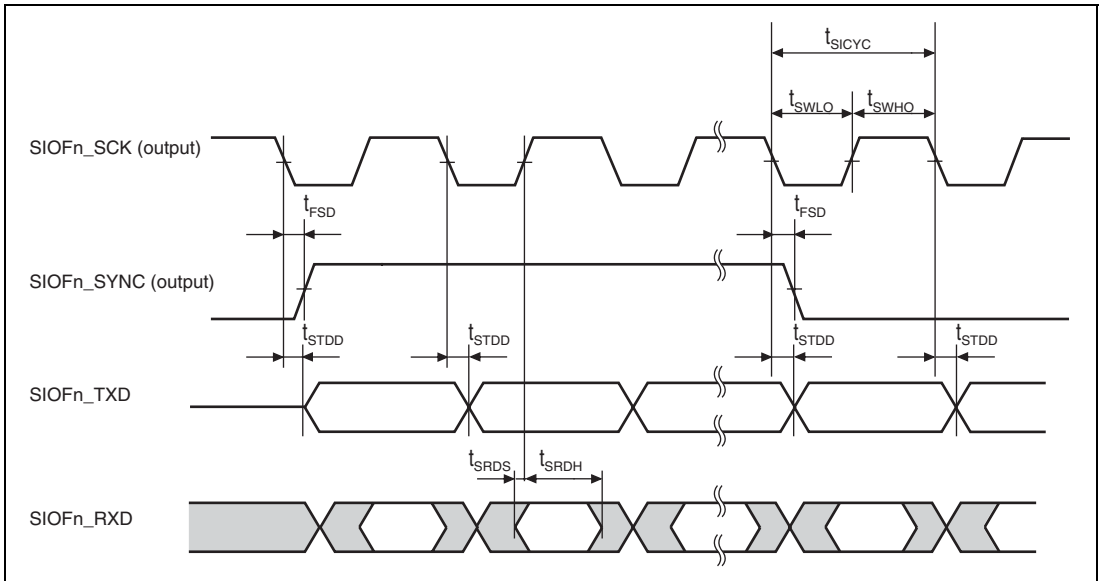 tSICYC
tSWLO tSWHO
SIOFn_SCK (output)
tFSD tFSD
SIOFn_SYNC (output)
tSTDD tSTDD tSTDD tSTDD
SIOFn_TXD
tSRDS tSRDH
SIOFn_RXD